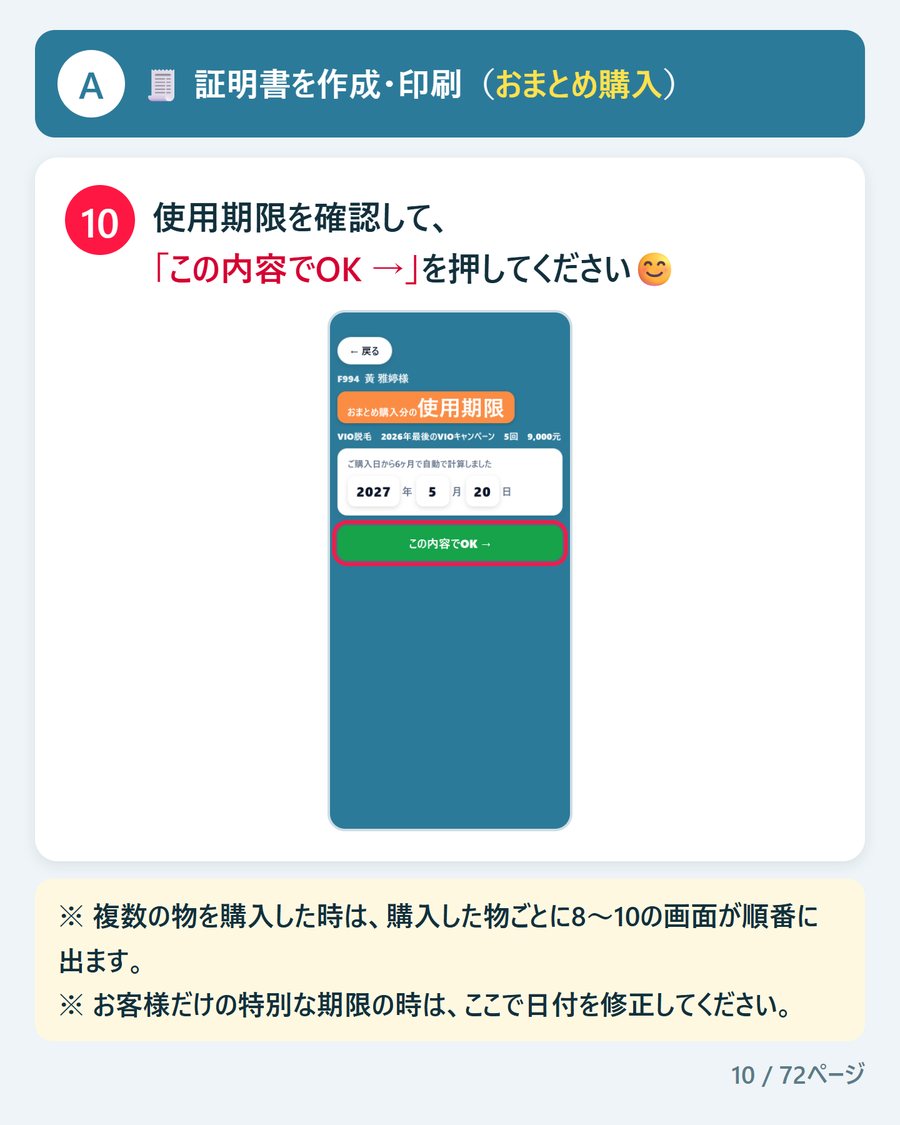 A 証明書を作成・印刷（おまとめ購入）
10 使用期限を確認して、
「この内容でOK →」を押してください
← 戻る
F994 黃 雅婷様
おまとめ購入分の使用期限
VIO脱毛 2026年最後のVIOキャンペーン 5回 9,000元
ご購入日から6ヶ月で自動で計算しました
2027 年 5 月 20 日
この内容でOK →
※ 複数の物を購入した時は、購入した物ごとに8〜10の画面が順番に
出ます。
※ お客様だけの特別な期限の時は、ここで日付を修正してください。
10 / 72ページ